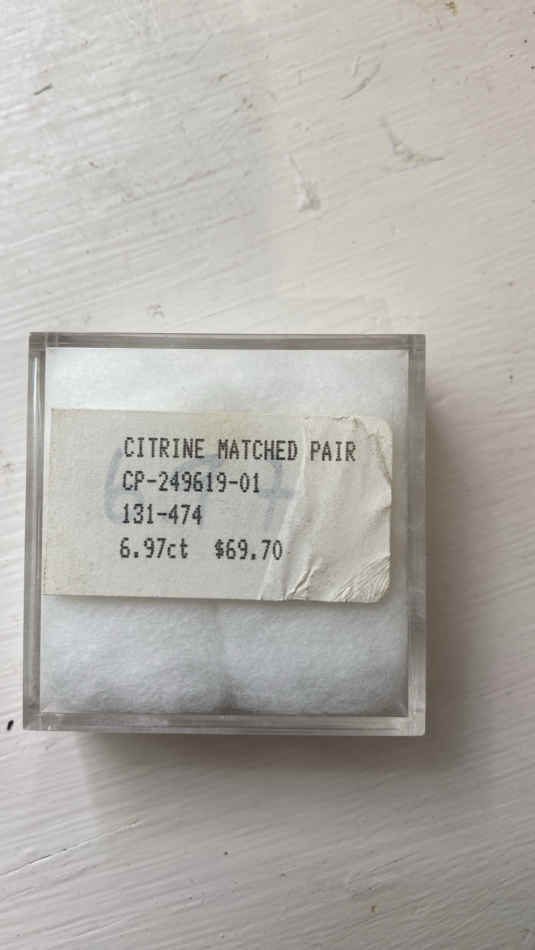 CITRINE MATCHED PAIR
CP-249619-01
131-474
6.97ct $69.70